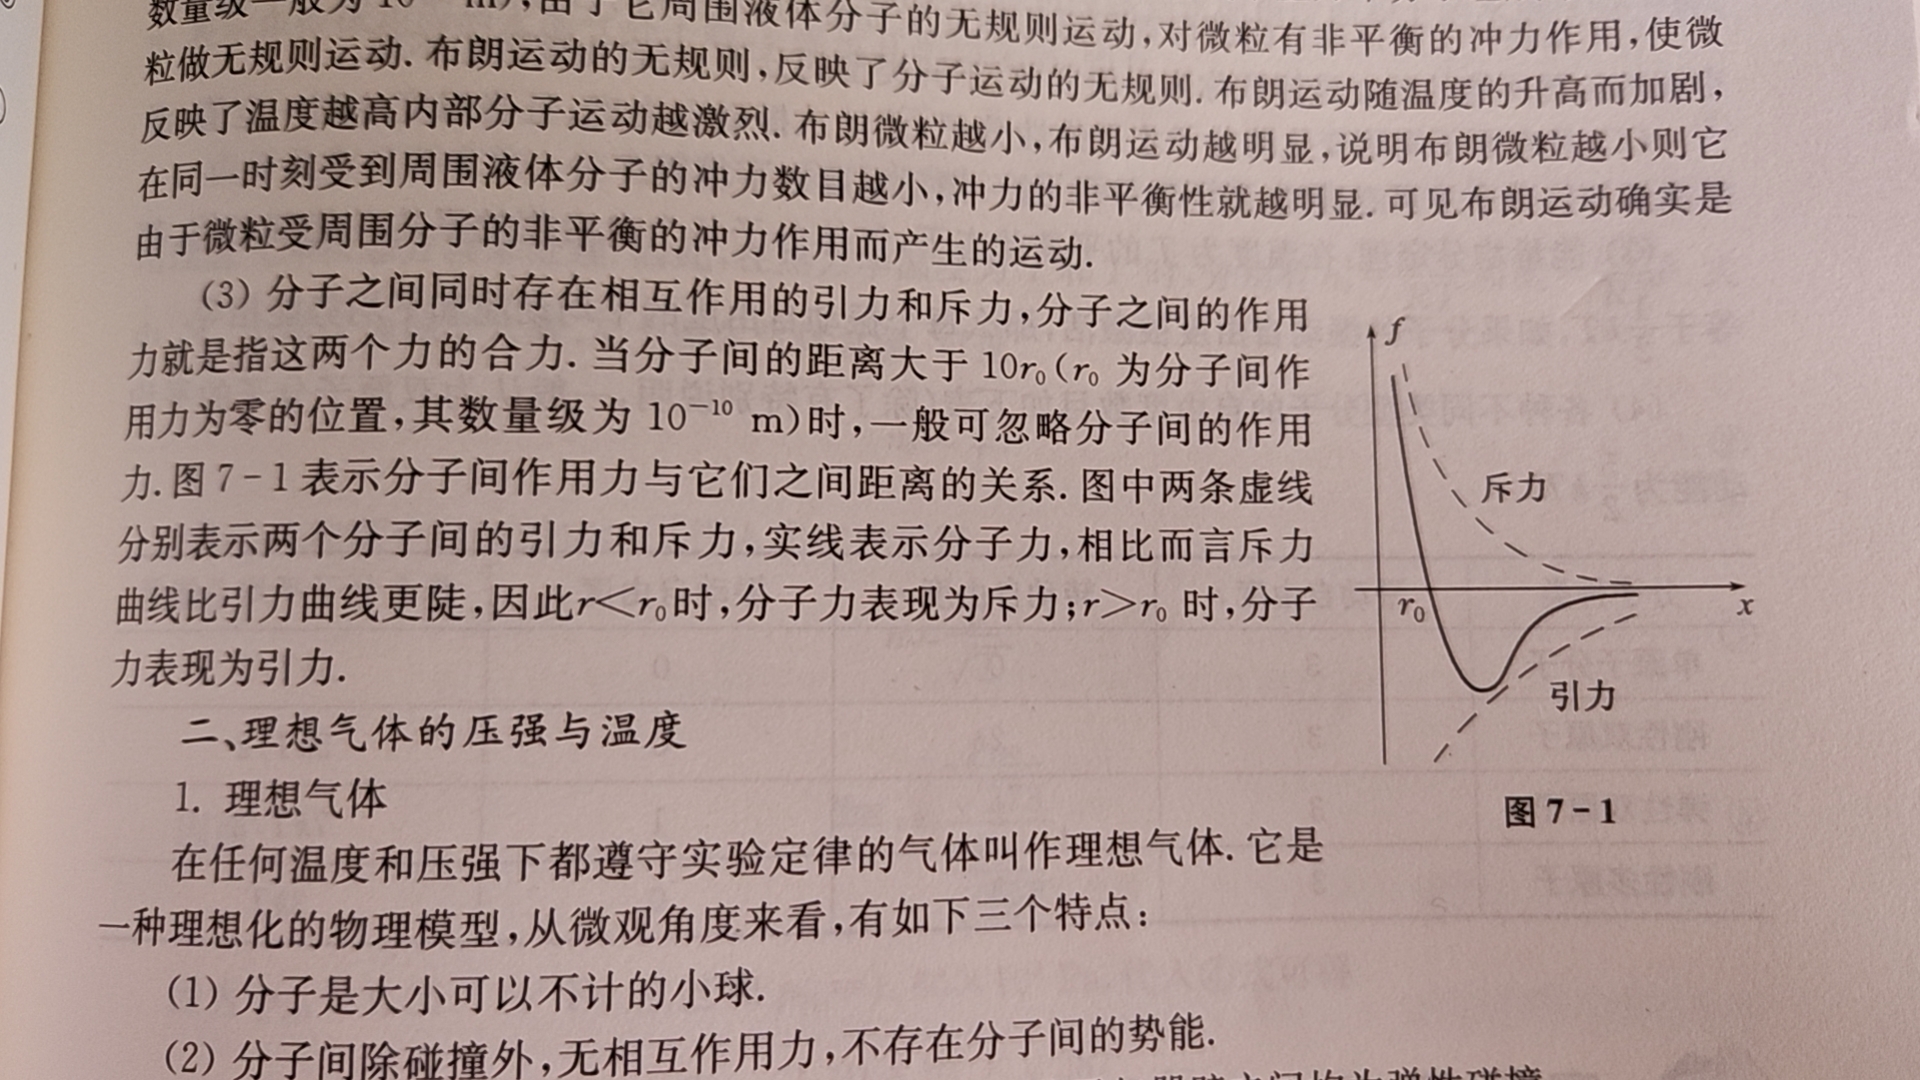 数量级一般为 10 m),由于它周围液体分子的无规则运动,对微粒有非平衡的冲力作用,使微
粒做无规则运动. 布朗运动的无规则,反映了分子运动的无规则. 布朗运动随温度的升高而加剧,
反映了温度越高内部分子运动越激烈. 布朗微粒越小,布朗运动越明显,说明布朗微粒越小则它
在同一时刻受到周围液体分子的冲力数目越小,冲力的非平衡性就越明显. 可见布朗运动确实是
由于微粒受周围分子的非平衡的冲力作用而产生的运动.
(3) 分子之间同时存在相互作用的引力和斥力,分子之间的作用
力就是指这两个力的合力. 当分子间的距离大于 10r₀(r₀ 为分子间作
用力为零的位置,其数量级为 10⁻¹⁰ m)时,一般可忽略分子间的作用
力. 图 7-1 表示分子间作用力与它们之间距离的关系. 图中两条虚线
分别表示两个分子间的引力和斥力,实线表示分子力,相比而言斥力
曲线比引力曲线更陡,因此r<r₀时,分子力表现为斥力;r>r₀ 时,分子
力表现为引力.
f
斥力
r₀
x
引力
图 7-1
二、理想气体的压强与温度
1. 理想气体
在任何温度和压强下都遵守实验定律的气体叫作理想气体. 它是
一种理想化的物理模型,从微观角度来看,有如下三个特点:
(1) 分子是大小可以不计的小球.
(2) 分子间除碰撞外,无相互作用力,不存在分子间的势能.